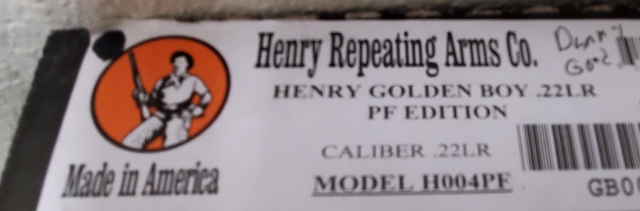 Henry Repeating Arms Co.
HENRY GOLDEN BOY .22LR
PF EDITION
CALIBER .22LR
MODEL H004PF
Made in America